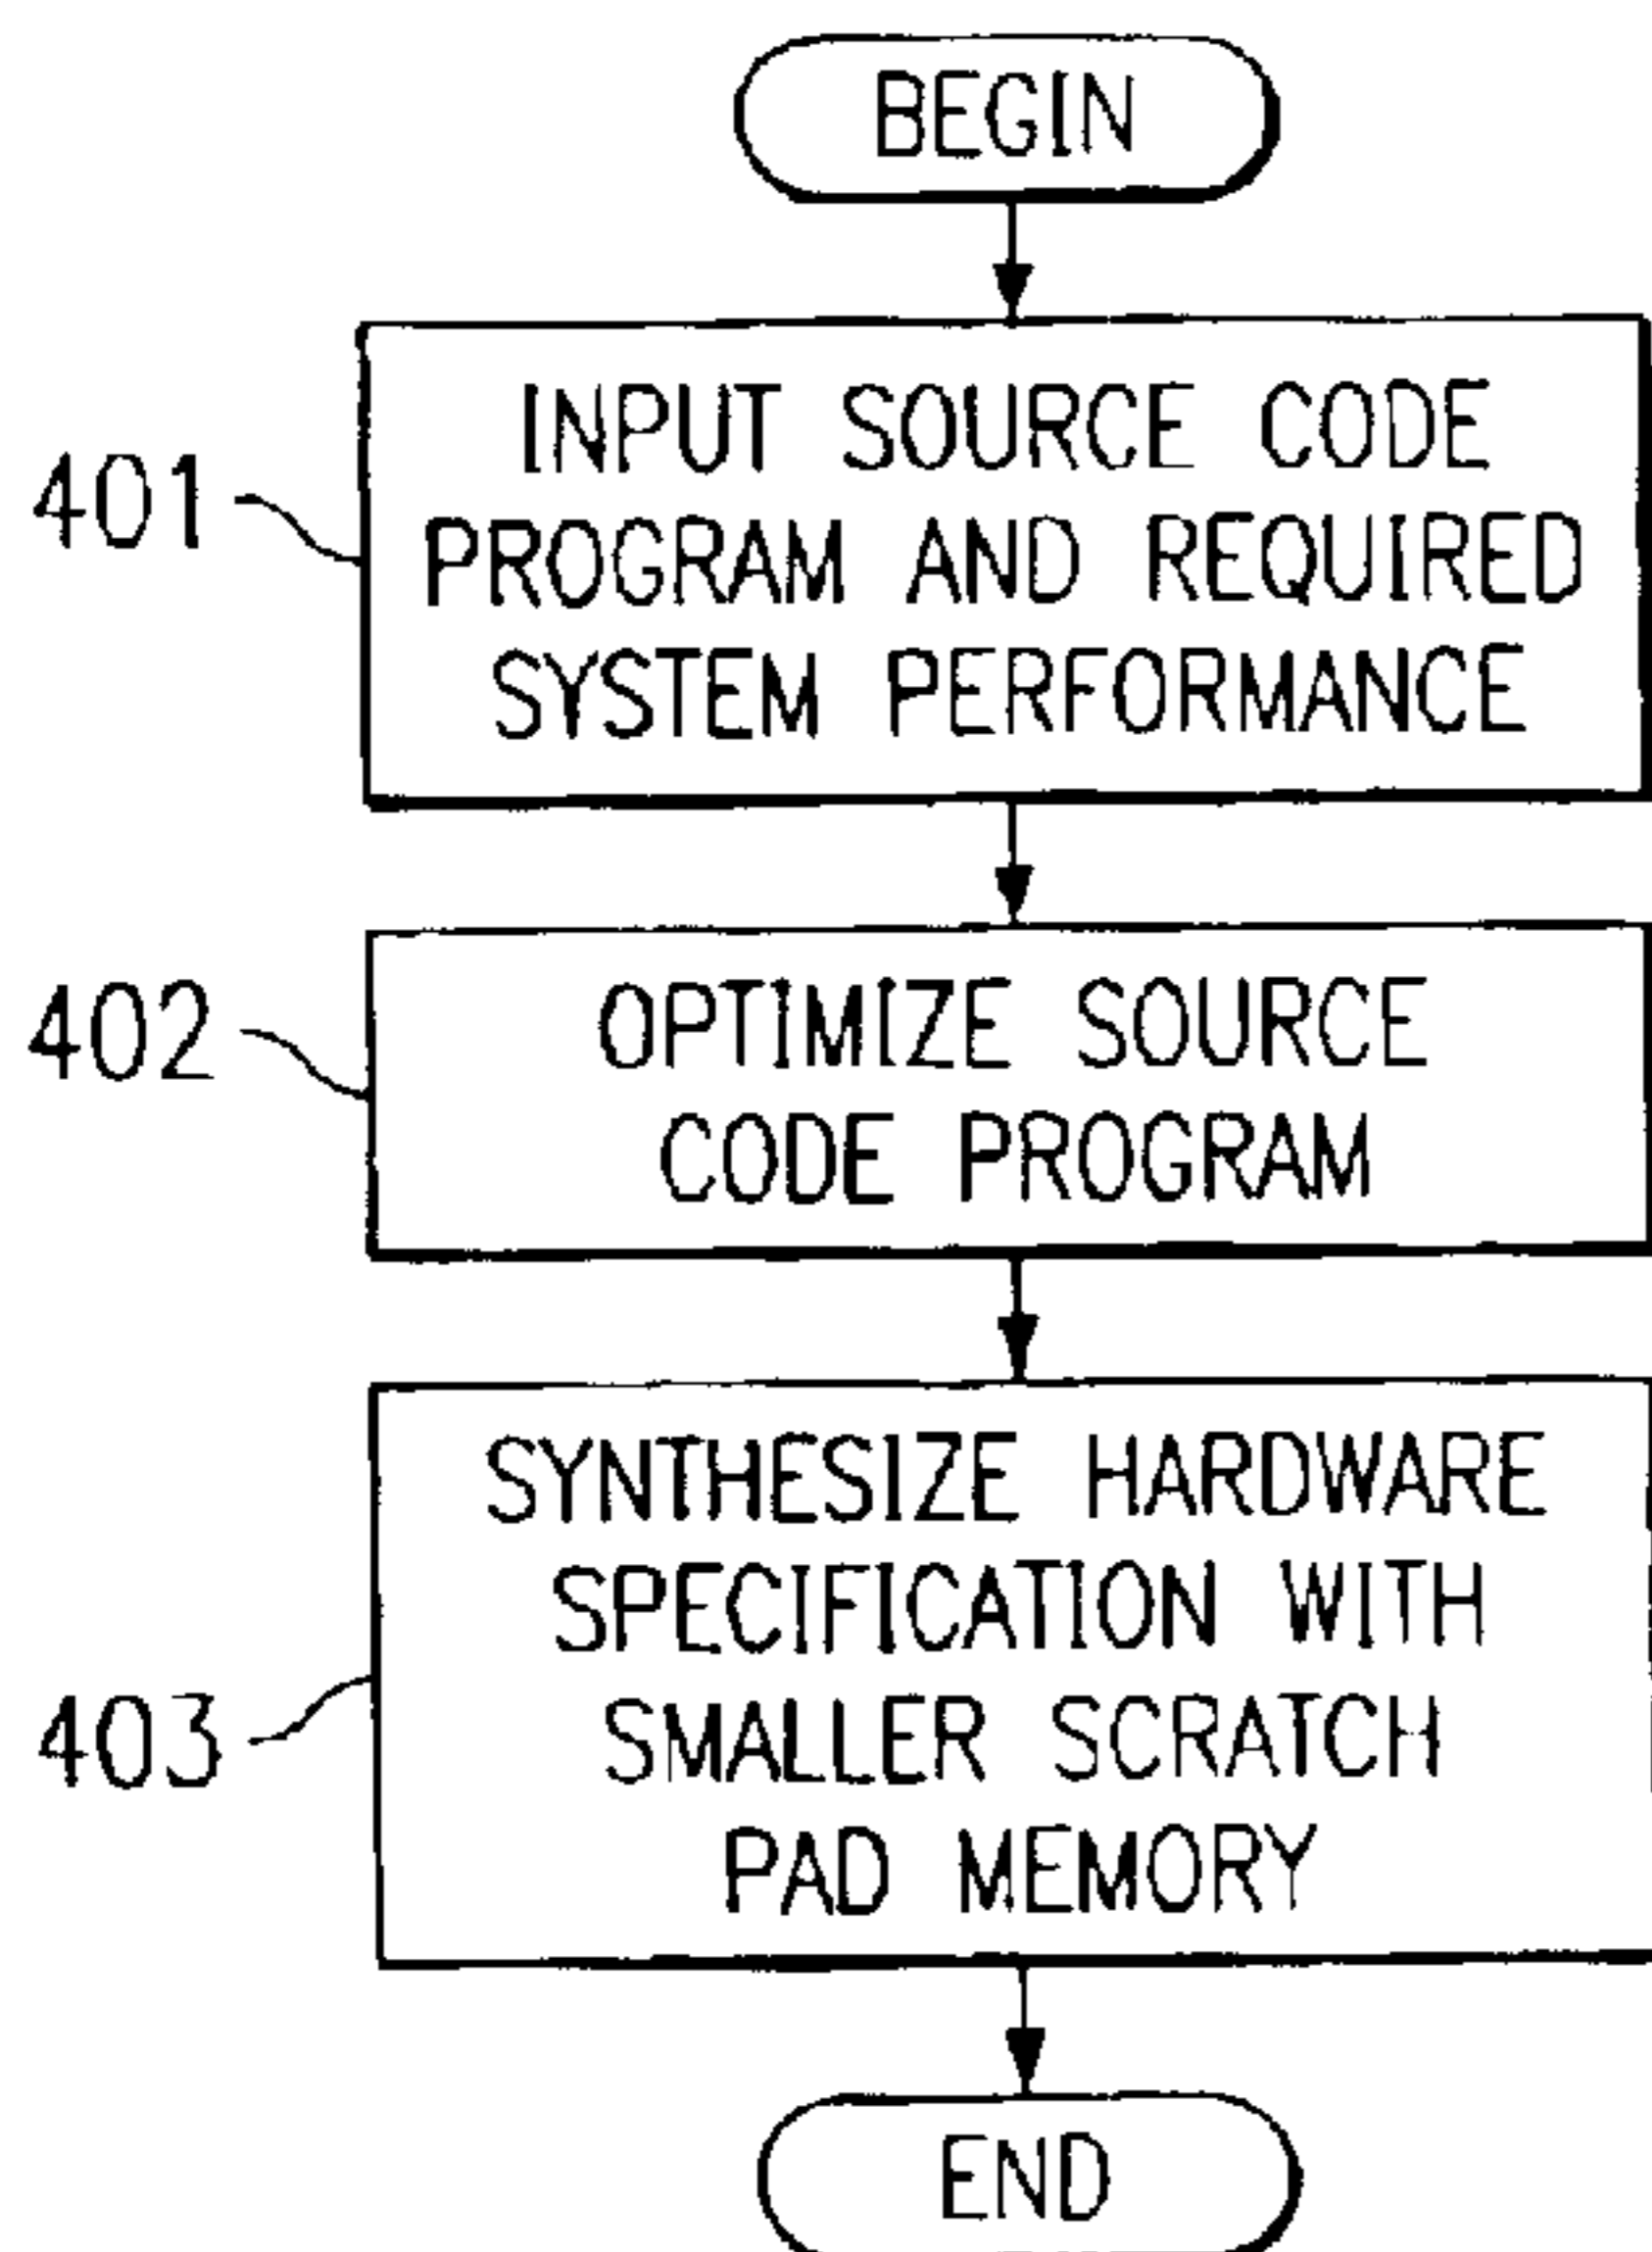 BEGIN
401
INPUT SOURCE CODE
PROGRAM AND REQUIRED
SYSTEM PERFORMANCE
402
OPTIMIZE SOURCE
CODE PROGRAM
403
SYNTHESIZE HARDWARE
SPECIFICATION WITH
SMALLER SCRATCH
PAD MEMORY
END